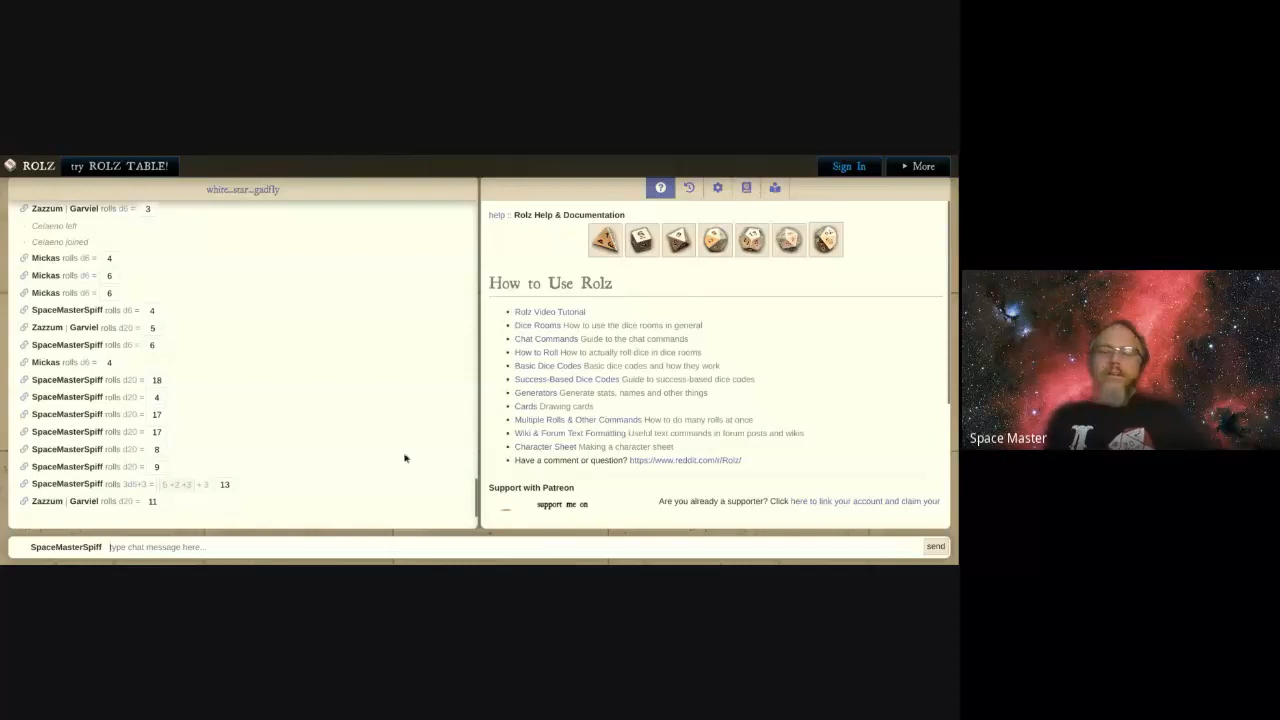 ROLZ
try ROLZ TABLE!
Sign In
More
white_star_gadfly
Zazzum | Garviel rolls d6 = 3
Celaeno left
Celaeno joined
Mickas rolls d6 = 4
Mickas rolls d6 = 6
Mickas rolls d6 = 6
SpaceMasterSpiff rolls d6 = 4
Zazzum | Garviel rolls d20 = 5
SpaceMasterSpiff rolls d6 = 6
Mickas rolls d6 = 4
SpaceMasterSpiff rolls d20 = 18
SpaceMasterSpiff rolls d20 = 4
SpaceMasterSpiff rolls d20 = 17
SpaceMasterSpiff rolls d20 = 17
SpaceMasterSpiff rolls d20 = 8
SpaceMasterSpiff rolls d20 = 9
SpaceMasterSpiff rolls 3d6+3 = ( 5 +2 +3 ) + 3 13
Zazzum | Garviel rolls d20 = 11
SpaceMasterSpiff type chat message here...
send
help :: Rolz Help & Documentation
How to Use Rolz
Rolz Video Tutorial
Dice Rooms How to use the dice rooms in general
Chat Commands Guide to the chat commands
How to Roll How to actually roll dice in dice rooms
Basic Dice Codes Basic dice codes and how they work
Success-Based Dice Codes Guide to success-based dice codes
Generators Generate stats, names and other things
Cards Drawing cards
Multiple Rolls & Other Commands How to do many rolls at once
Wiki & Forum Text Formatting Useful text commands in forum posts and wikis
Character Sheet Making a character sheet
Have a comment or question? https://www.reddit.com/r/Rolz/
Support with Patreon
support me on
Are you already a supporter? Click here to link your account and claim your
Space Master